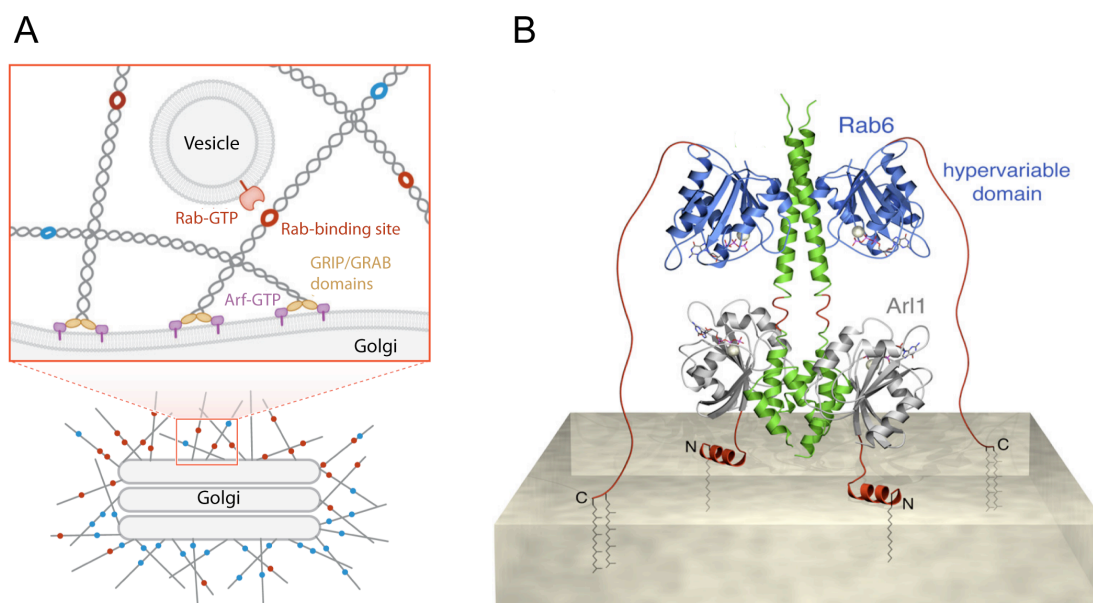 A
Vesicle
Rab-GTP
Rab-binding site
GRIP/GRAB
domains
Arf-GTP
Golgi
Golgi
B
Rab6
hypervariable
domain
Arl1
N
C
C
N